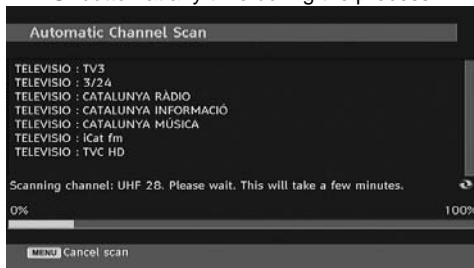 Automatic Channel Scan
TELEVISIO : TV3
TELEVISIO : 3/24
TELEVISIO : CATALUNYA RÀDIO
TELEVISIO : CATALUNYA INFORMACIÓ
TELEVISIO : CATALUNYA MÚSICA
TELEVISIO : iCat fm
TELEVISIO : TVC HD
Scanning channel: UHF 28. Please wait. This will take a few minutes.
0% 100%
MENU Cancel scan